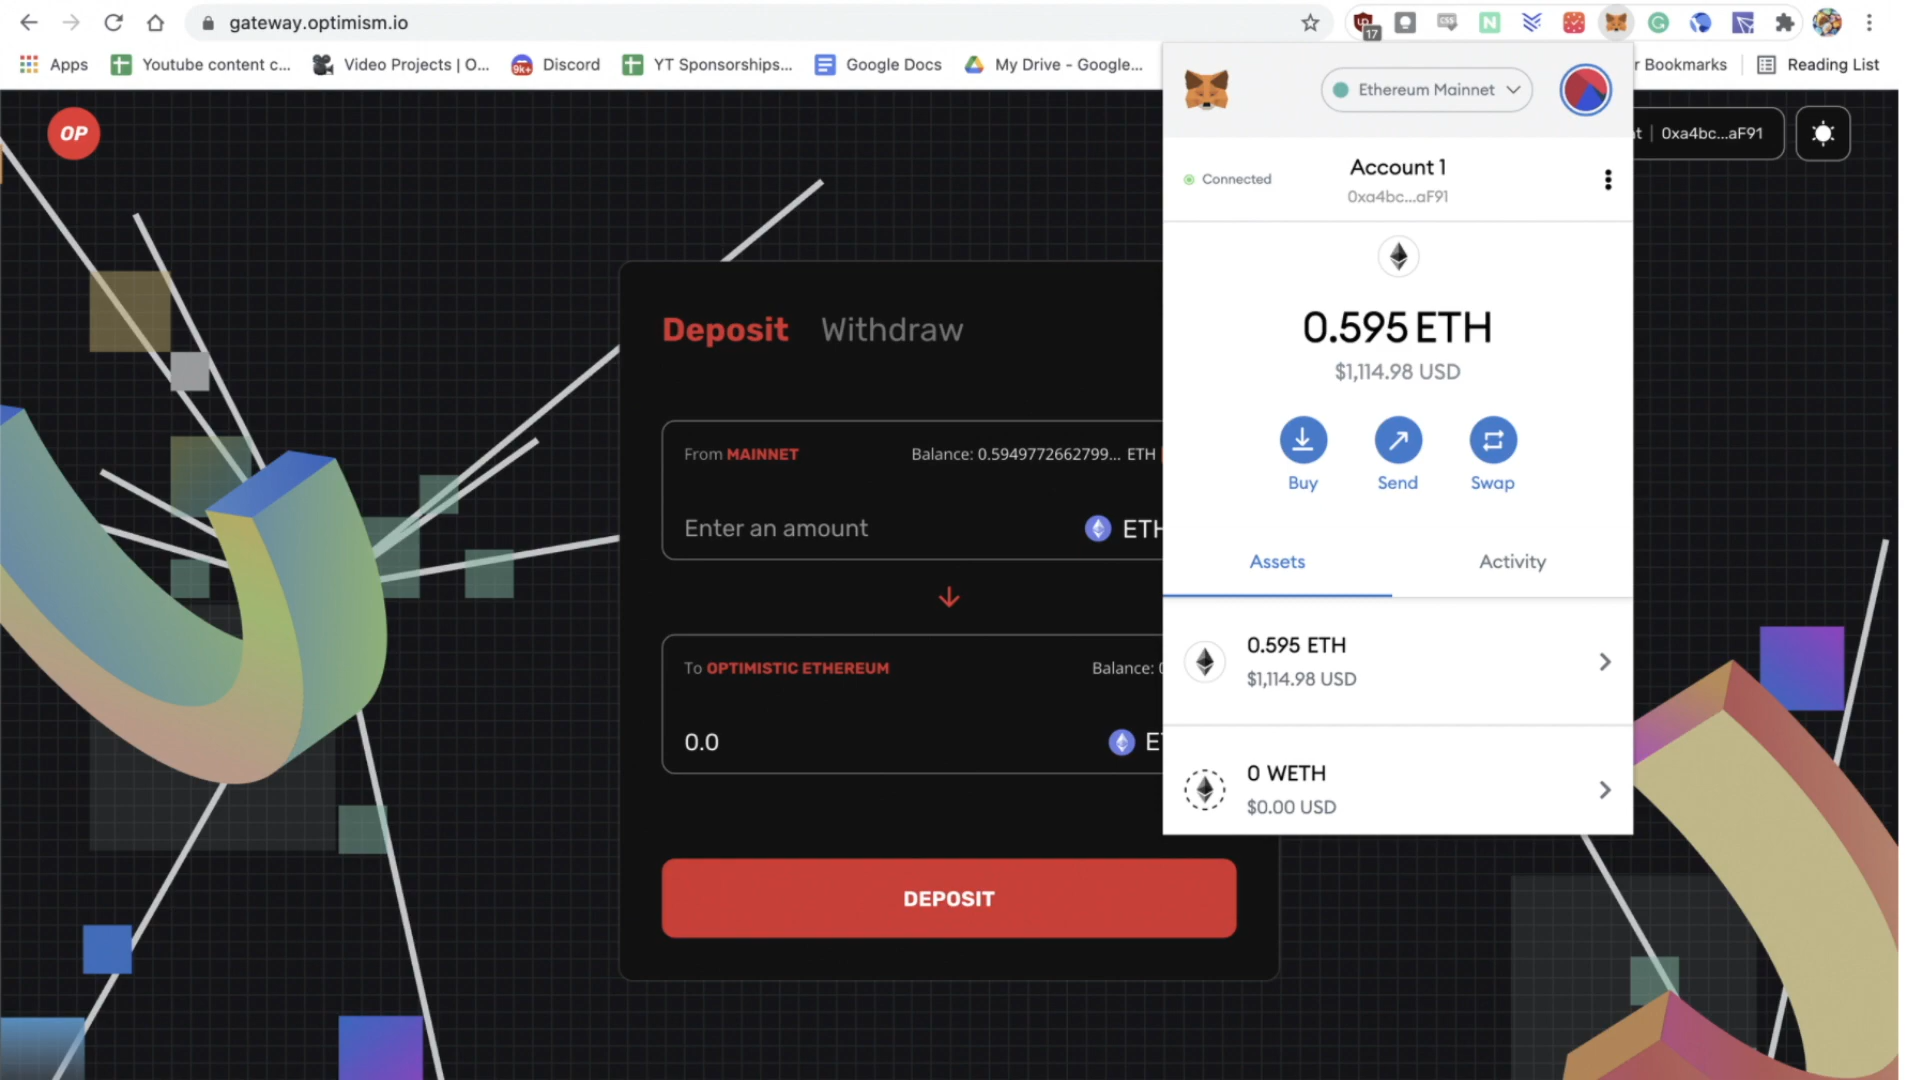 gateway.optimism.io
17
CSS
N
G
Apps
Youtube content c...
Video Projects | O...
9k+
Discord
YT Sponsorships...
Google Docs
My Drive - Google...
r Bookmarks
Reading List
OP
Ethereum Mainnet
0xa4bc...aF91
Connected
Account 1
0xa4bc...aF91
Deposit Withdraw
0.595 ETH
$1,114.98 USD
From MAINNET
Balance: 0.5949772662799... ETH
Buy
Send
Swap
Enter an amount
ETH
Assets
Activity
To OPTIMISTIC ETHEREUM
Balance:
0.595 ETH
$1,114.98 USD
0.0
0 WETH
$0.00 USD
DEPOSIT